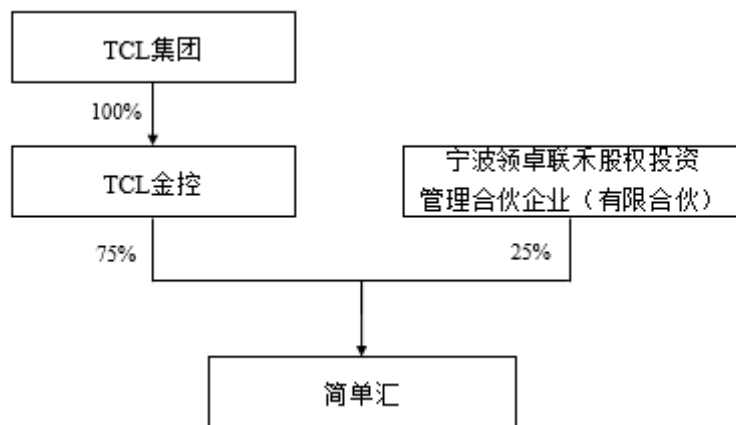 TCL集团
100%
TCL金控
宁波领卓联禾股权投资
管理合伙企业（有限合伙）
75%
25%
简单汇